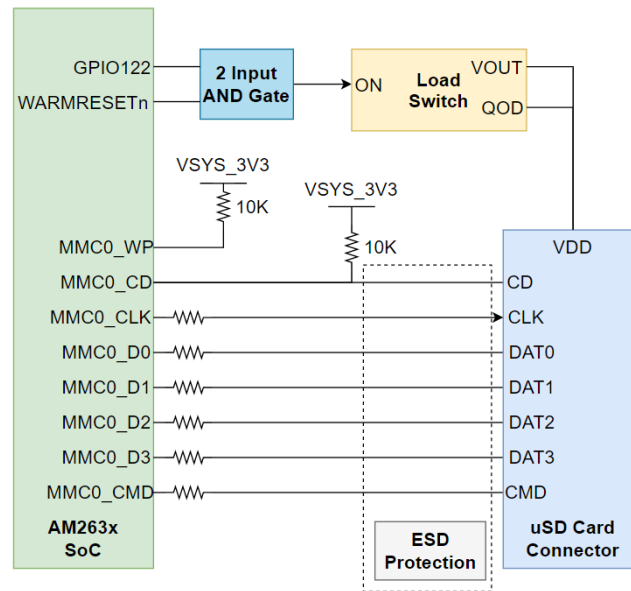 GPIO122
WARMRESETn
2 Input
AND Gate
ON
Load
Switch
VOUT
QOD
VSYS_3V3
10K
VSYS_3V3
10K
MMC0_WP
MMC0_CD
MMC0_CLK
MMC0_D0
MMC0_D1
MMC0_D2
MMC0_D3
MMC0_CMD
AM263x
SoC
VDD
CD
CLK
DAT0
DAT1
DAT2
DAT3
CMD
uSD Card
Connector
ESD
Protection